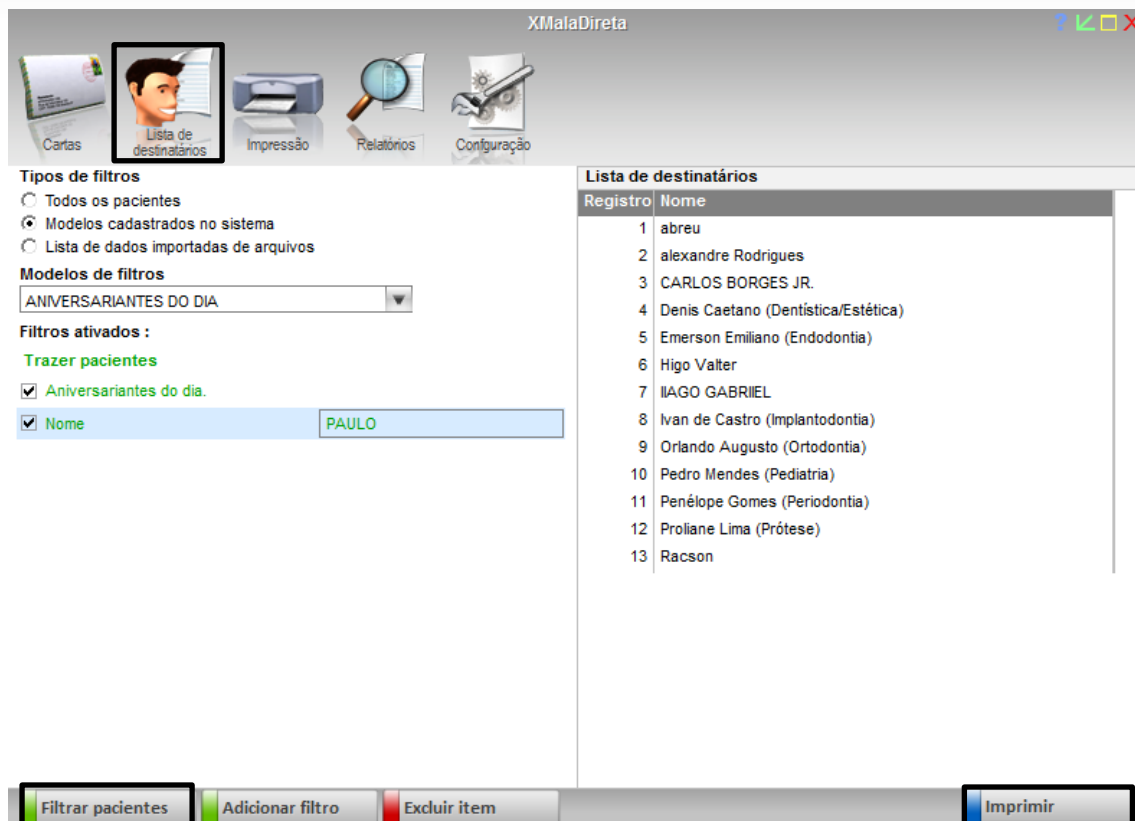 XMalaDireta
?
Cartas
Lista de
destinatários
Impressão
Relatórios
Confguração
Tipos de filtros
Todos os pacientes
Modelos cadastrados no sistema
Lista de dados importadas de arquivos
Modelos de filtros
ANIVERSARIANTES DO DIA
Filtros ativados :
Trazer pacientes
Aniversariantes do dia.
Nome PAULO
Lista de destinatários
Registro Nome
1 abreu
2 alexandre Rodrigues
3 CARLOS BORGES JR.
4 Denis Caetano (Dentística/Estética)
5 Emerson Emiliano (Endodontia)
6 Higo Valter
7 IIAGO GABRIIEL
8 Ivan de Castro (Implantodontia)
9 Orlando Augusto (Ortodontia)
10 Pedro Mendes (Pediatria)
11 Penélope Gomes (Periodontia)
12 Proliane Lima (Prótese)
13 Racson
Filtrar pacientes
Adicionar filtro
Excluir item
Imprimir